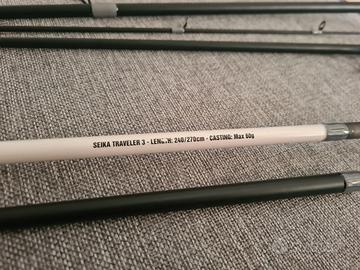 SEIKA TRAVELER 3 - LENGTH: 240/270cm - CASTING: Max 60g